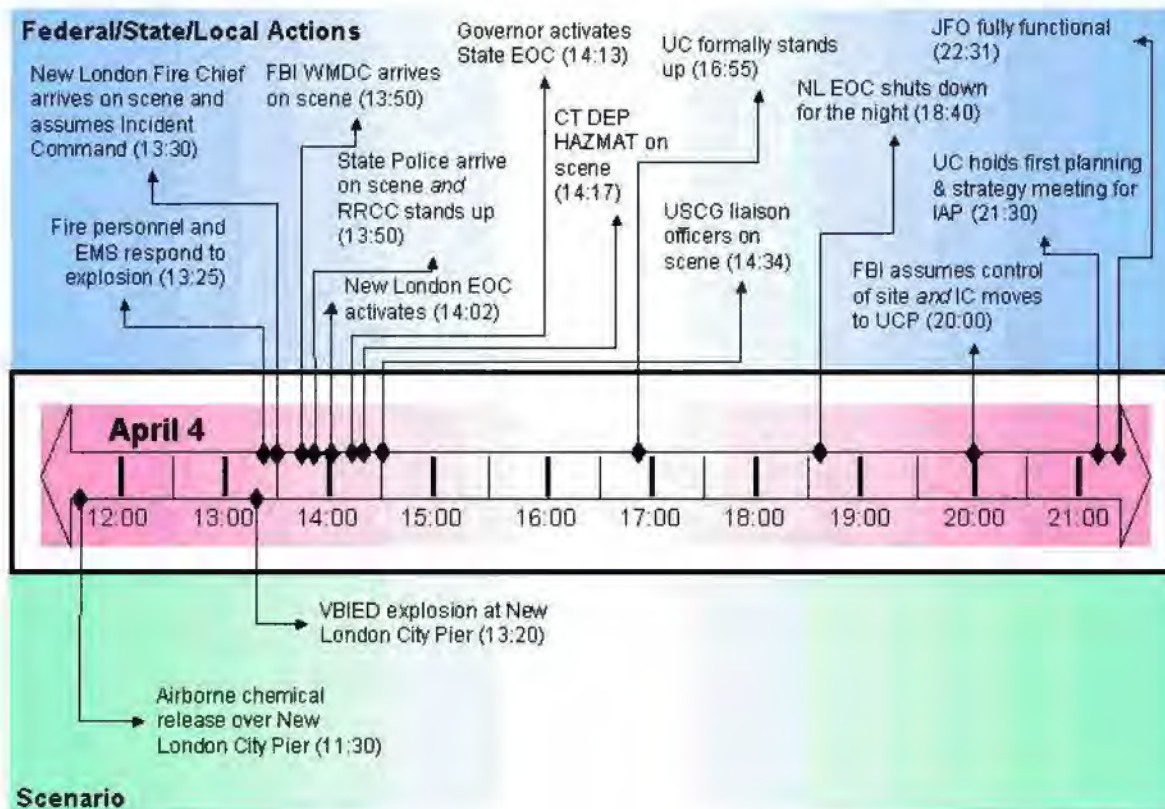 Federal/State/Local Actions
New London Fire Chief
arrives on scene and
assumes Incident
Command (13:30)
Fire personnel and
EMS respond to
explosion (13:25)
FBI WMDC arrives
on scene (13:50)
State Police arrive
on scene and
RRCC stands up
(13:50)
New London EOC
activates (14:02)
Governor activates
State EOC (14:13)
CT DEP
HAZMAT on
scene
(14:17)
UC formally stands
up (16:55)
USCG liaison
officers on
scene (14:34)
NL EOC shuts down
for the night (18:40)
FBI assumes control
of site and IC moves
to UCP (20:00)
JFO fully functional
(22:31)
UC holds first planning
& strategy meeting for
IAP (21:30)
April 4
12:00 13:00 14:00 15:00 16:00 17:00 18:00 19:00 20:00 21:00
VBIED explosion at New
London City Pier (13:20)
Airborne chemical
release over New
London City Pier (11:30)
Scenario